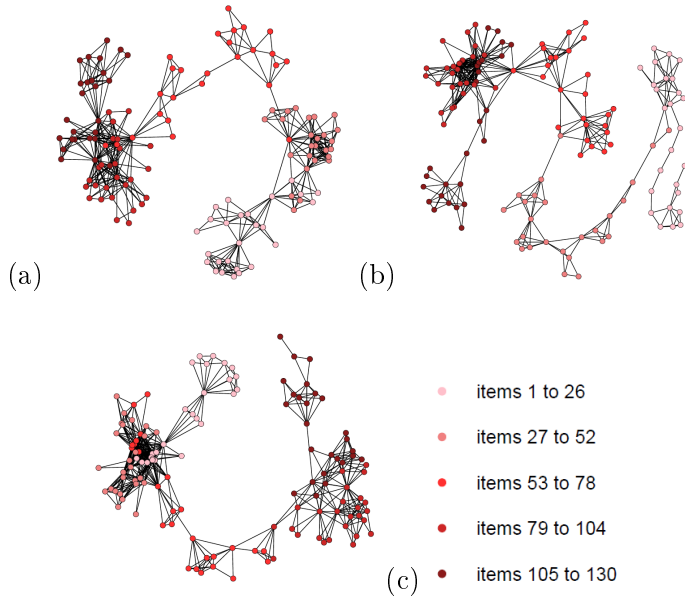 (a)
(b)
(c)
items 1 to 26
items 27 to 52
items 53 to 78
items 79 to 104
items 105 to 130